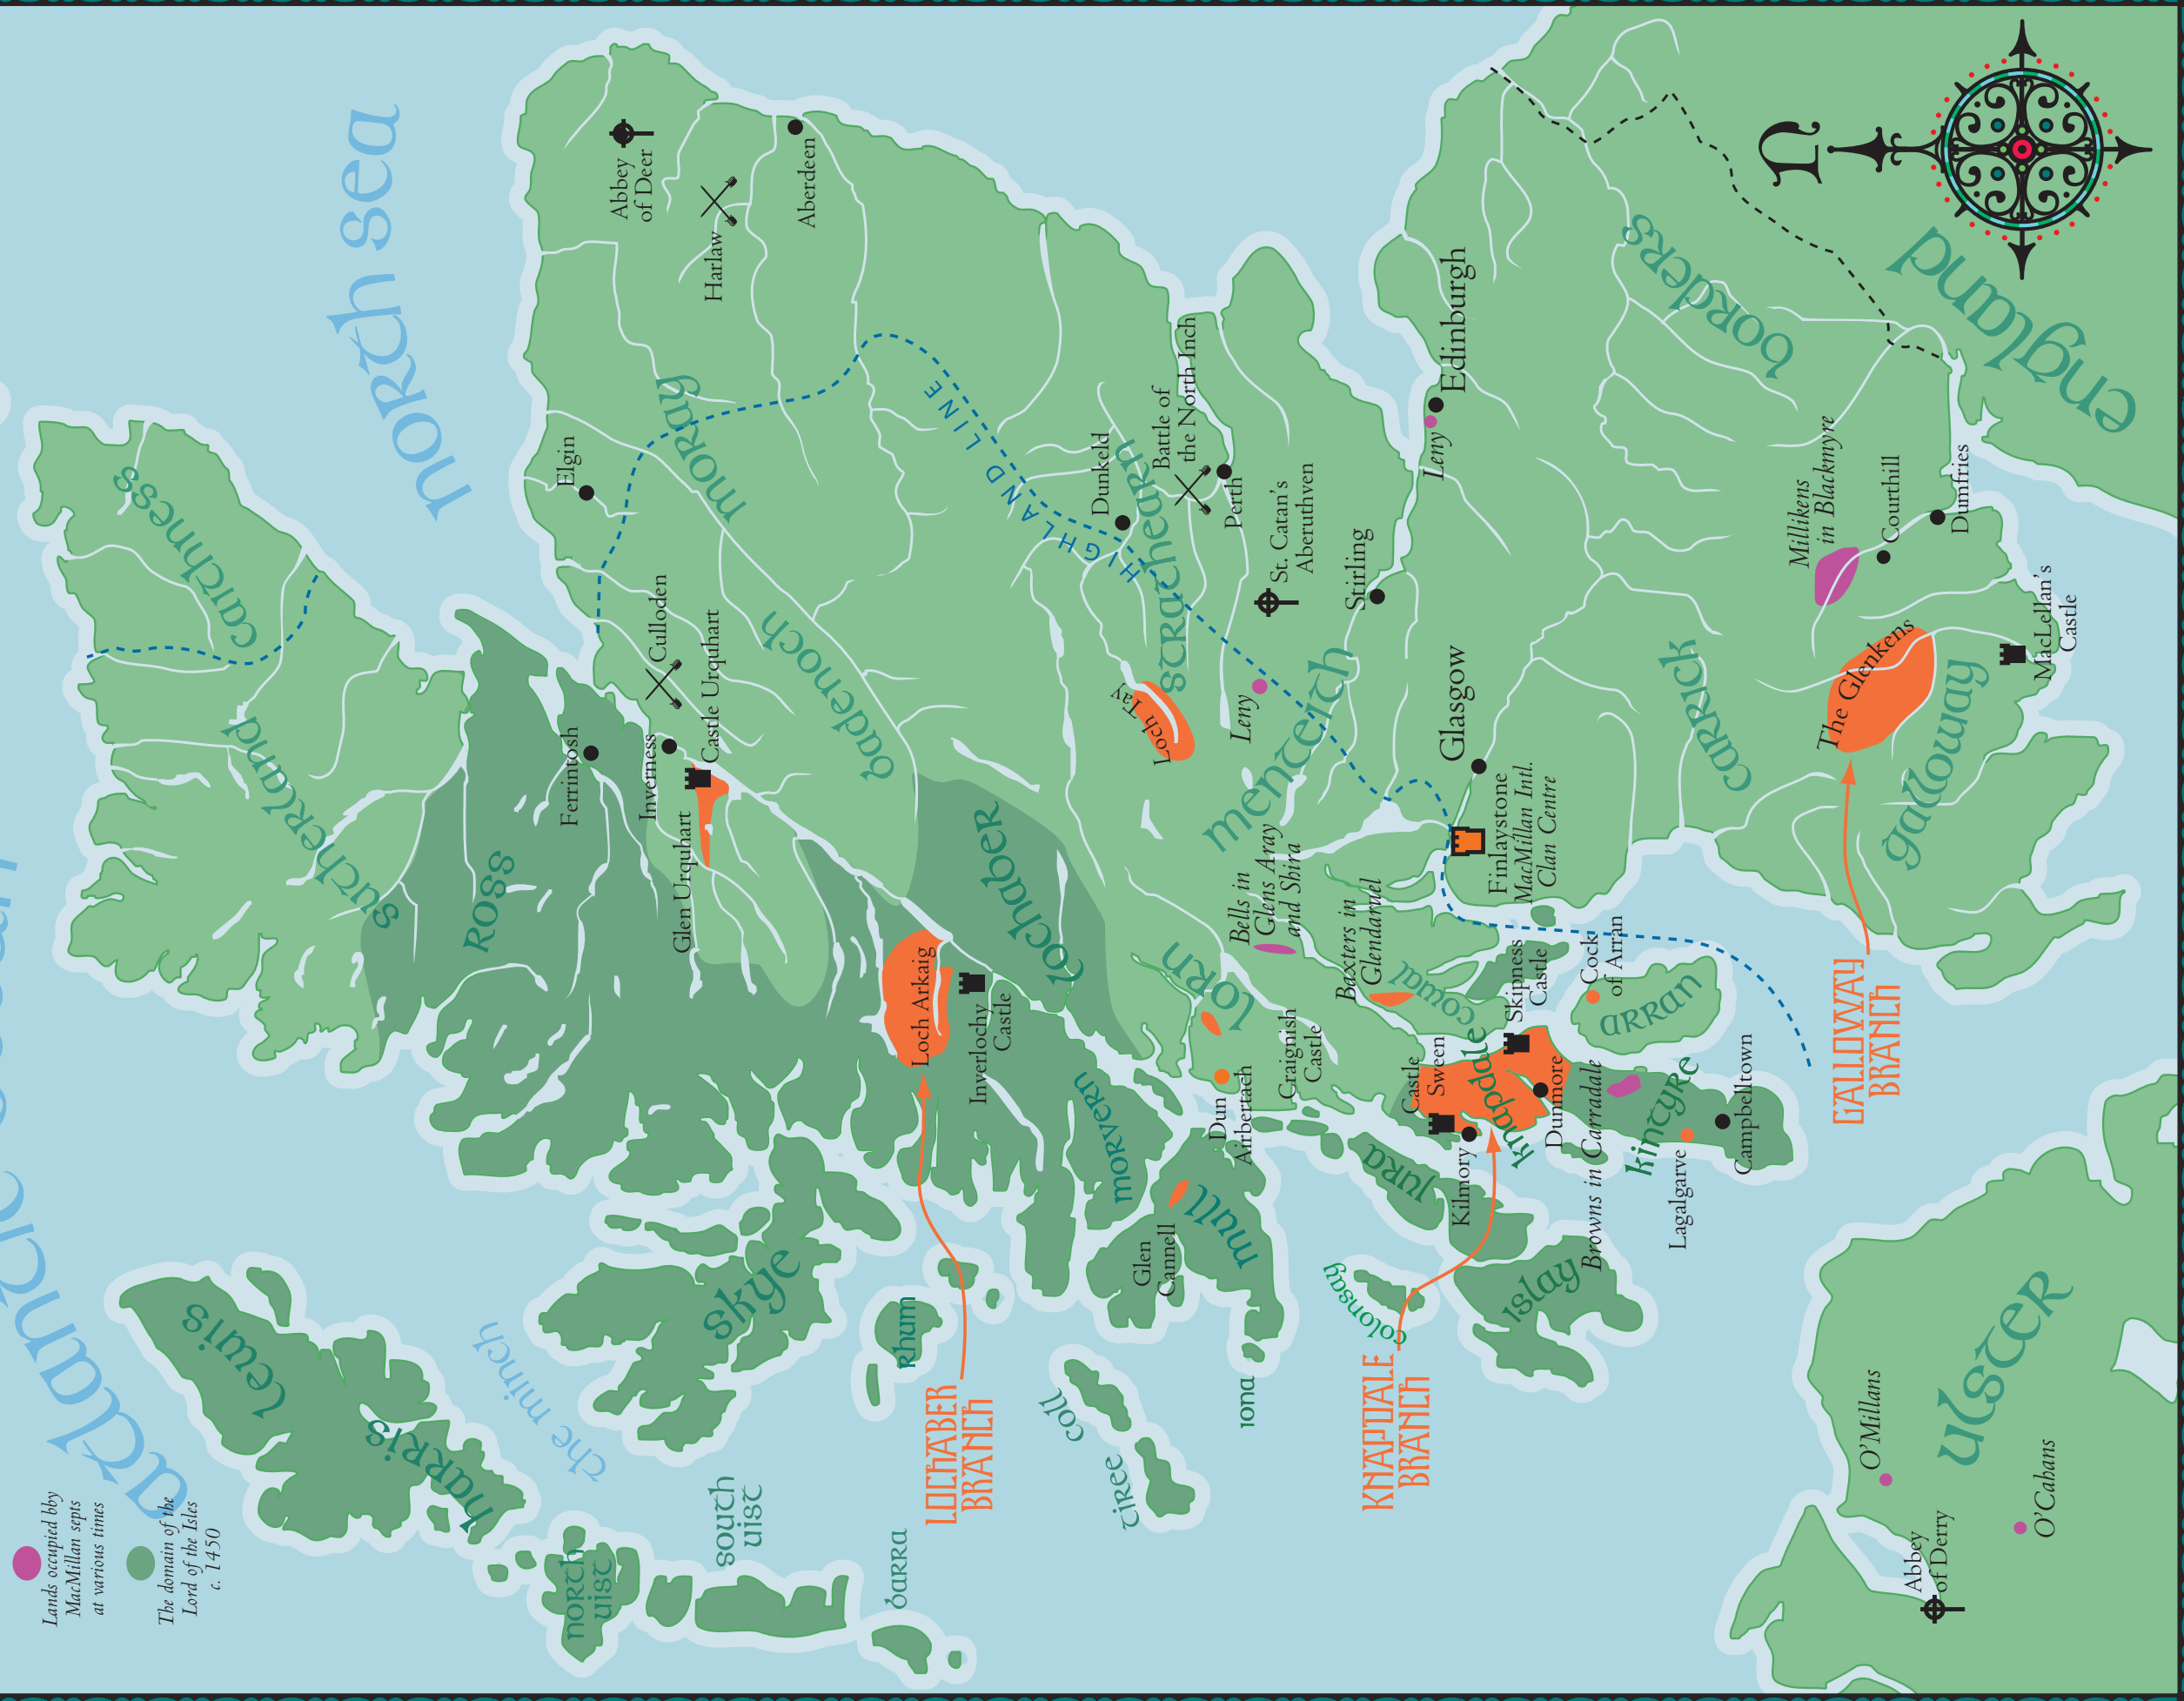 Lands occupied bby
MacMillan septs
at various times
The domain of the
Lord of the Isles
c. 1450
atlantic
north sea
the minch
caithness
sutherland
Ross
moray
badenoch
lochaber
strathearn
menteith
lorn
cowal
knapdale
kintyre
arran
carrick
galloway
borders
england
ulster
morvern
mull
jura
islay
colonsay
iona
coll
tiree
Rhum
skye
lewis
harris
north
uist
south
uist
barra
HIGHLAND LINE
N
Abbey
of Deer
Harlaw
Aberdeen
Elgin
Culloden
Castle Urquhart
Inverness
Ferrintosh
Glen Urquhart
Loch Arkaig
Inverlochy
Castle
LOCHABER
BRANCH
Dunkeld
Battle of
the North Inch
Perth
St. Catan's
Aberuthven
Stirling
Loch Tay
Leny
Leny
Edinburgh
Glasgow
Finlaystone
MacMillan Intl.
Clan Centre
Bells in
Glens Aray
and Shira
Baxters in
Glendaruel
Dun
Airbertach
Craignish
Castle
Glen
Cannell
Castle
Sween
Skipness
Castle
Cock
of Arran
Kilmory
Dunmore
Browns in Carradale
Lagalgarve
Campbelltown
KNAPDALE
BRANCH
GALLOWAY
BRANCH
The Glenkens
Millikens
in Blackmyre
Courthill
Dumfries
MacLellan's
Castle
O'Millans
O'Cahans
Abbey
of Derry